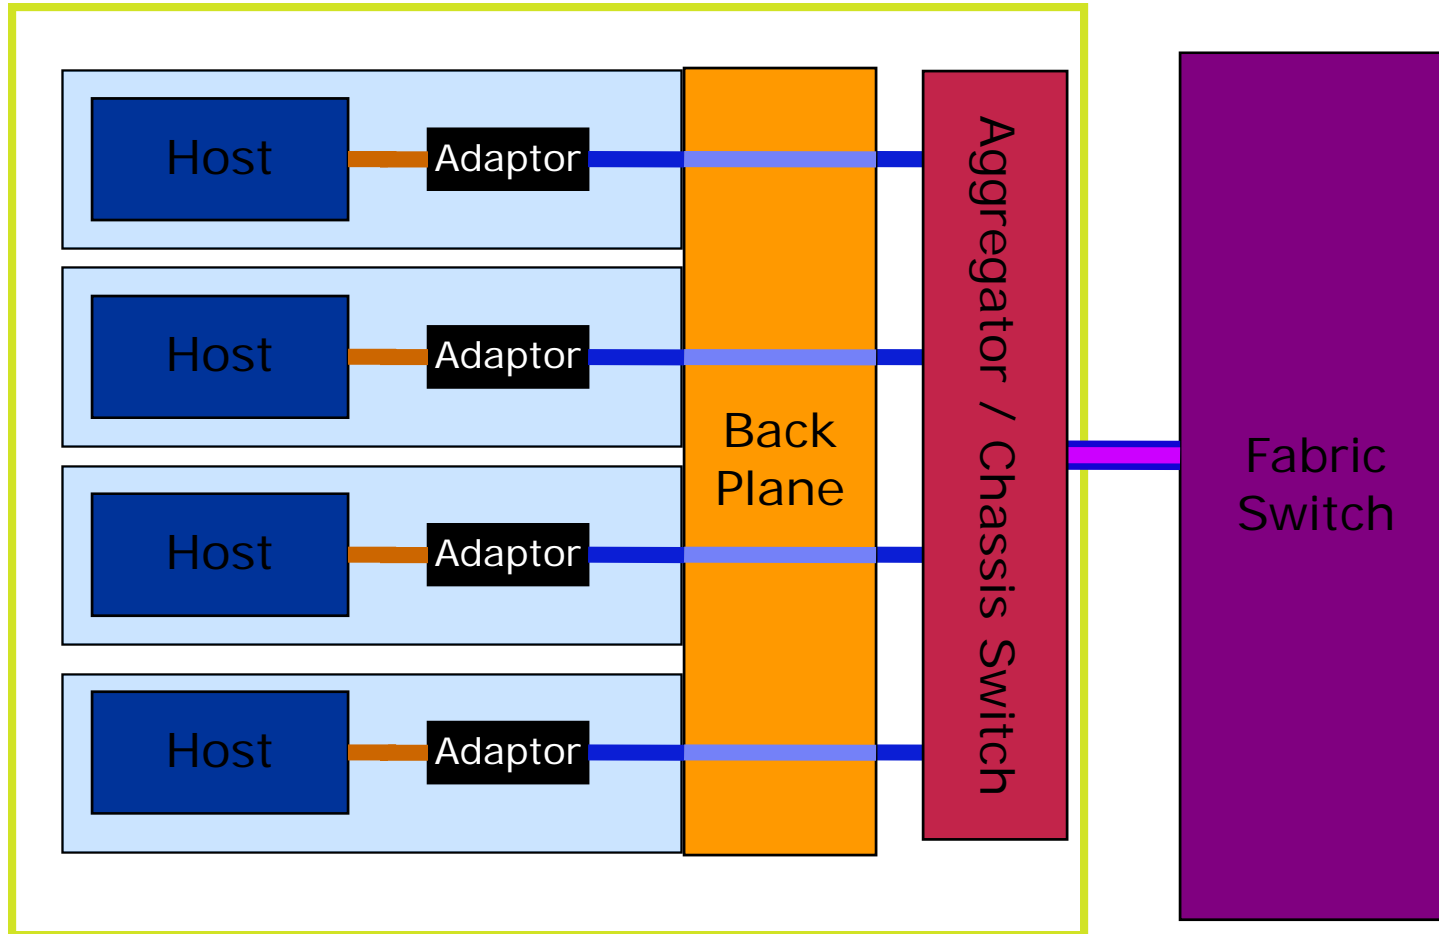 Host
Adaptor
Host
Adaptor
Host
Adaptor
Host
Adaptor
Back
Plane
Aggregator / Chassis Switch
Fabric
Switch